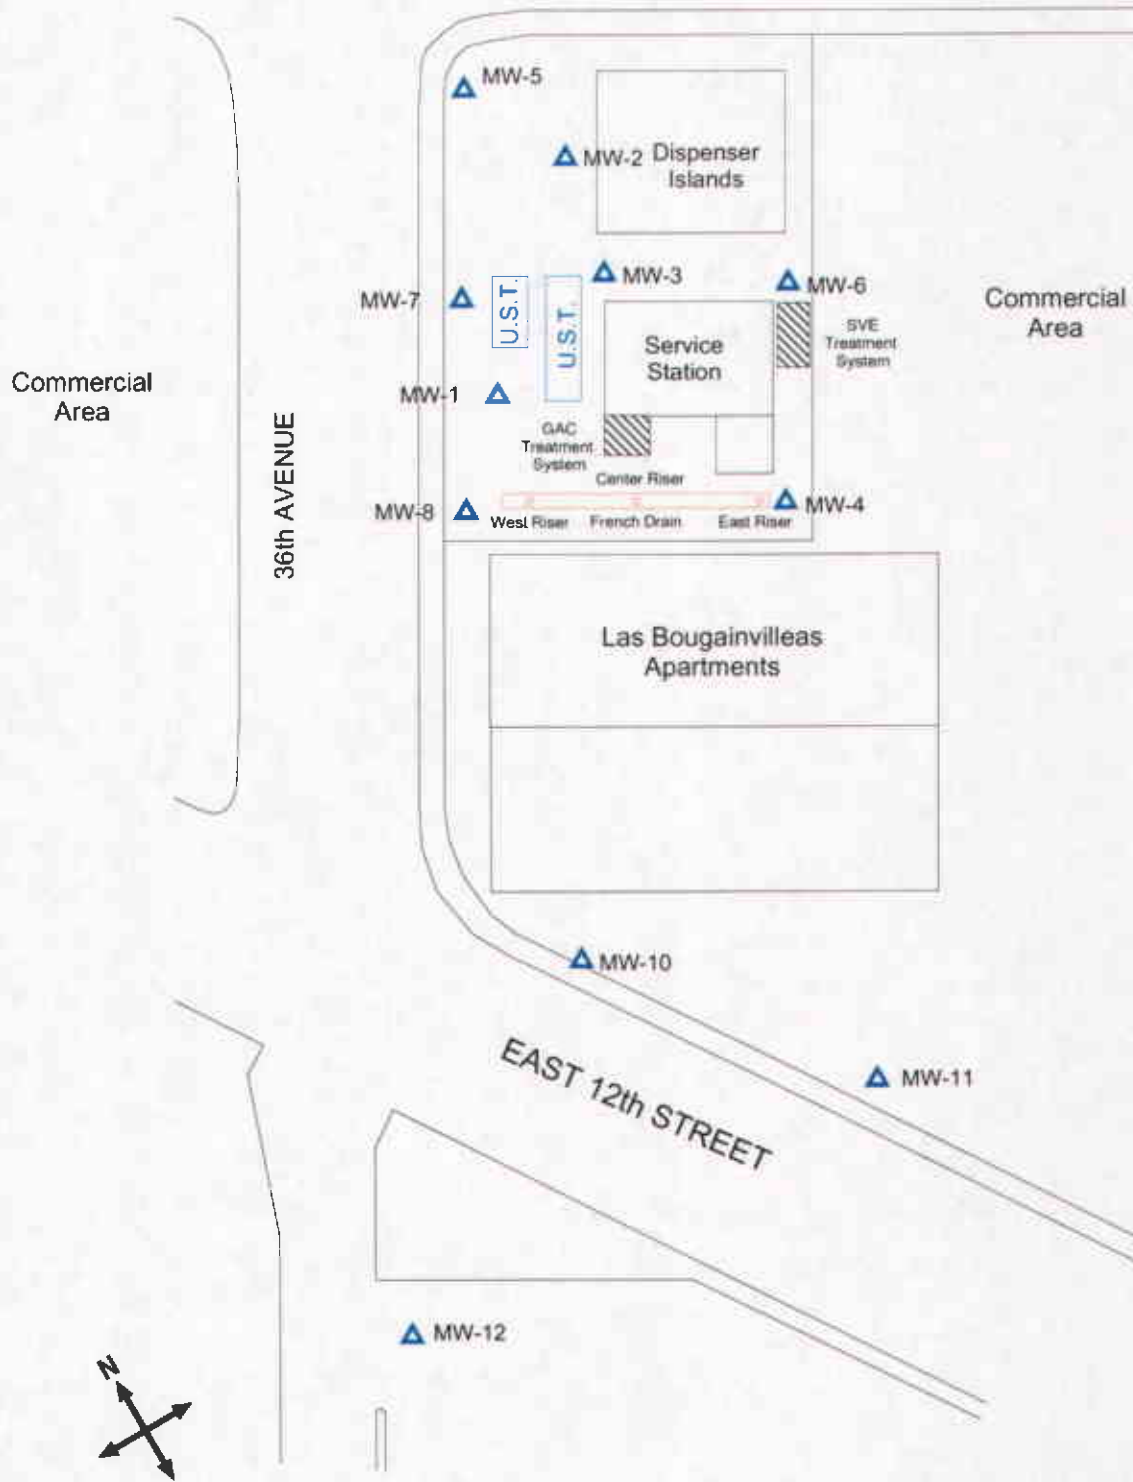 MW-5
MW-2
Dispenser
Islands
MW-3
MW-6
MW-7
U.S.T.
U.S.T.
Commercial
Area
SVE
Treatment
System
Service
Station
Commercial
Area
MW-1
36th AVENUE
GAC
Treatment
System
Center Riser
MW-8
MW-4
West Riser
French Drain
East Riser
Las Bougainvilleas
Apartments
MW-10
EAST 12th STREET
MW-11
MW-12
N